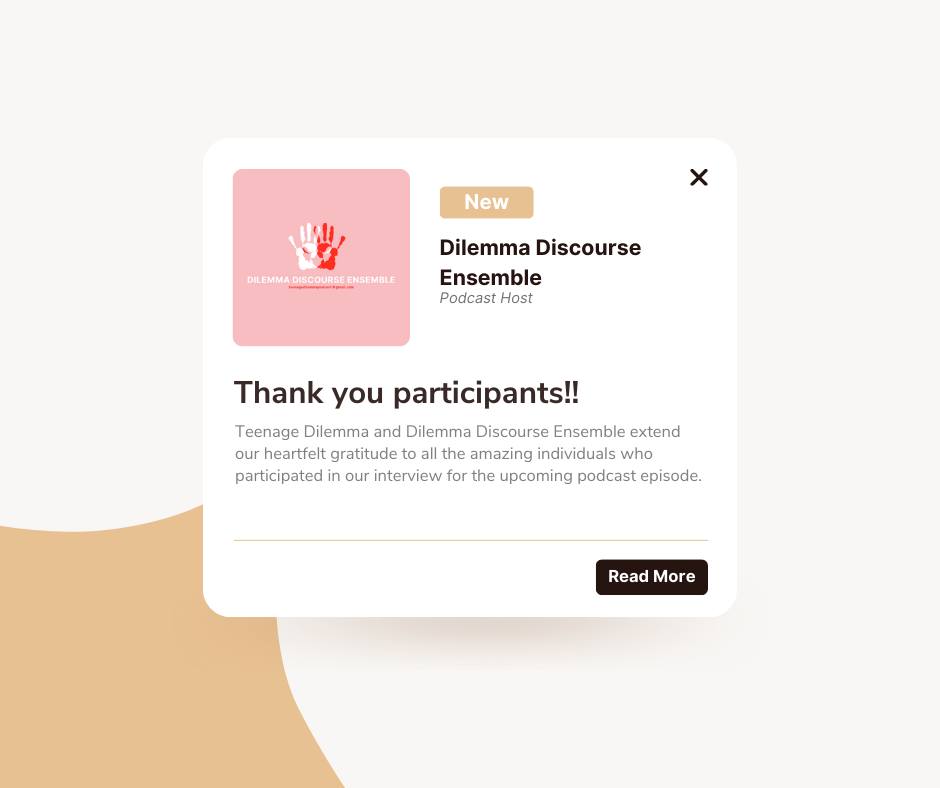 New
Dilemma Discourse
Ensemble
Podcast Host
DILEMMA DISCOURSE ENSEMBLE
Thank you participants!!
Teenage Dilemma and Dilemma Discourse Ensemble extend
our heartfelt gratitude to all the amazing individuals who
participated in our interview for the upcoming podcast episode.
Read More